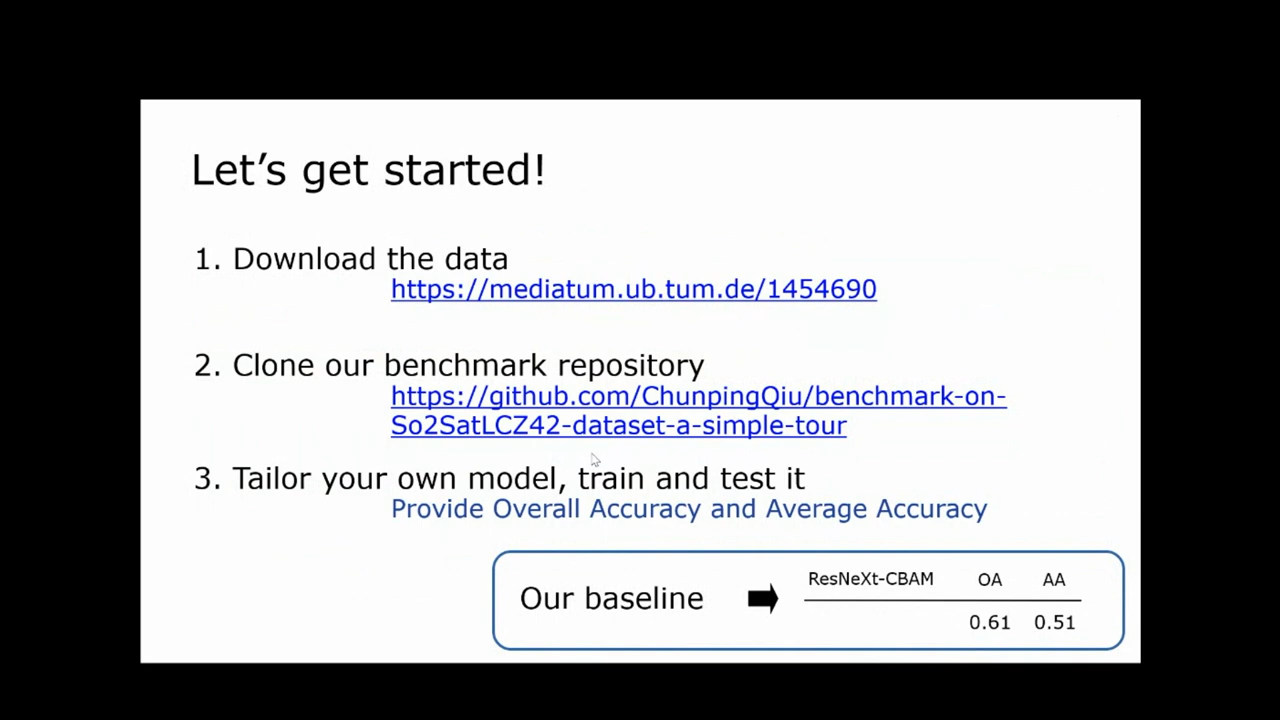 Let's get started!
1. Download the data
https://mediatum.ub.tum.de/1454690
2. Clone our benchmark repository
https://github.com/ChunpingQiu/benchmark-on-
So2SatLCZ42-dataset-a-simple-tour
3. Tailor your own model, train and test it
Provide Overall Accuracy and Average Accuracy
Our baseline
ResNeXt-CBAM OA AA
0.61 0.51